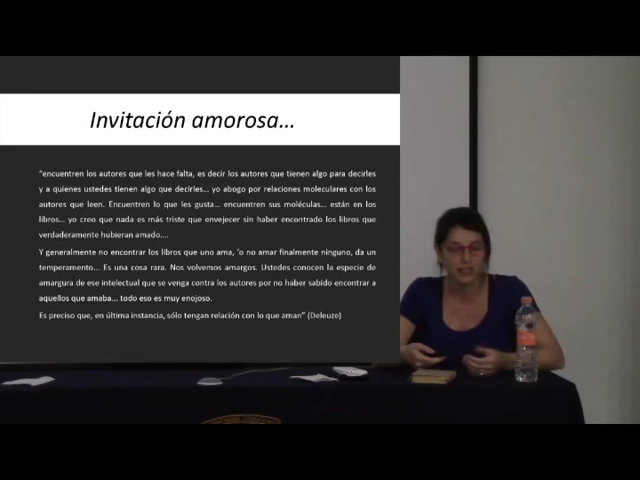 Invitación amorosa...
"encuentren los autores que les hace falta, es decir los autores que tienen algo para decirles
y a quienes ustedes tienen algo que decirles... yo abogo por relaciones moleculares con los
autores que leen. Encuentren lo que les gusta... encuentren sus moléculas... están en los
libros... yo creo que nada es más triste que envejecer sin haber encontrado los libros que
verdaderamente hubieran amado....
Y generalmente no encontrar los libros que uno ama, 'o no amar finalmente ninguno, da un
temperamento... Es una cosa rara. Nos volvemos amargos. Ustedes conocen la especie de
amargura de ese intelectual que se venga contra los autores por no haber sabido encontrar a
aquellos que amaba... todo eso es muy enojoso.
Es preciso que, en última instancia, sólo tengan relación con lo que aman" (Deleuze)